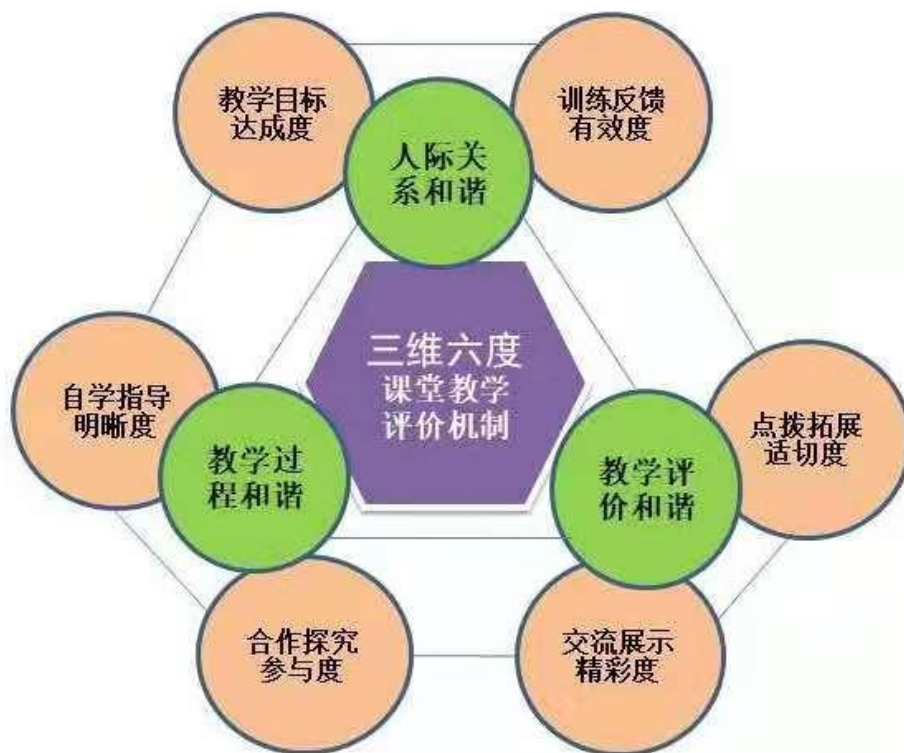 教学目标
达成度
训练反馈
有效度
人际关
系和谐
三维六度
课堂教学
评价机制
自学指导
明晰度
点拨拓展
适切度
教学过
程和谐
教学评
价和谐
合作探究
参与度
交流展示
精彩度